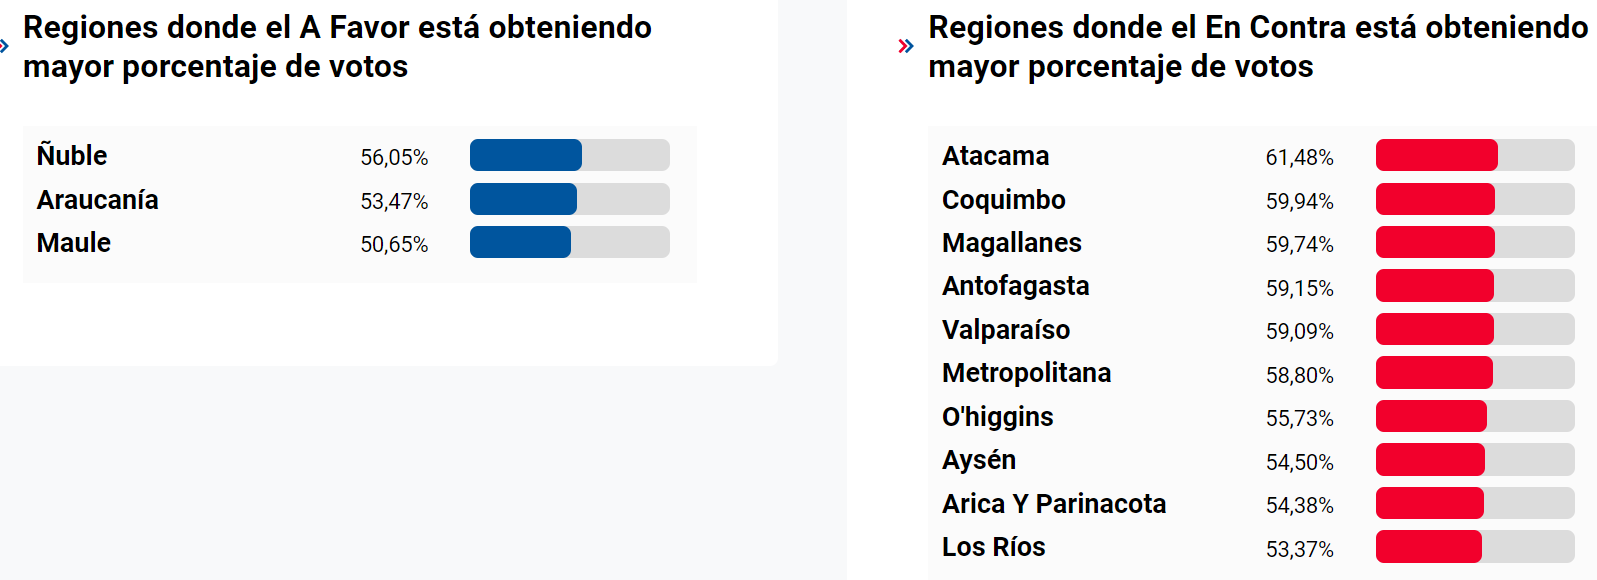 Regiones donde el A Favor está obteniendo
mayor porcentaje de votos
Ñuble 56,05%
Araucanía 53,47%
Maule 50,65%
Regiones donde el En Contra está obteniendo
mayor porcentaje de votos
Atacama 61,48%
Coquimbo 59,94%
Magallanes 59,74%
Antofagasta 59,15%
Valparaíso 59,09%
Metropolitana 58,80%
O'higgins 55,73%
Aysén 54,50%
Arica Y Parinacota 54,38%
Los Ríos 53,37%